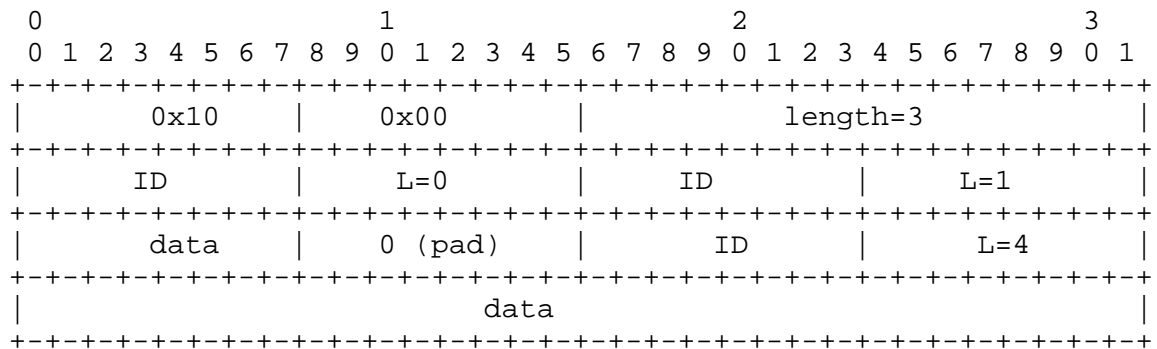 0                   1                   2                   3
 0 1 2 3 4 5 6 7 8 9 0 1 2 3 4 5 6 7 8 9 0 1 2 3 4 5 6 7 8 9 0 1
+-+-+-+-+-+-+-+-+-+-+-+-+-+-+-+-+-+-+-+-+-+-+-+-+-+-+-+-+-+-+-+-+
|       0x10    |    0x00       |           length=3            |
+-+-+-+-+-+-+-+-+-+-+-+-+-+-+-+-+-+-+-+-+-+-+-+-+-+-+-+-+-+-+-+-+
|      ID       |     L=0       |     ID        |     L=1       |
+-+-+-+-+-+-+-+-+-+-+-+-+-+-+-+-+-+-+-+-+-+-+-+-+-+-+-+-+-+-+-+-+
|       data    |    0 (pad)    |       ID      |      L=4      |
+-+-+-+-+-+-+-+-+-+-+-+-+-+-+-+-+-+-+-+-+-+-+-+-+-+-+-+-+-+-+-+-+
|                          data                                 |
+-+-+-+-+-+-+-+-+-+-+-+-+-+-+-+-+-+-+-+-+-+-+-+-+-+-+-+-+-+-+-+-+